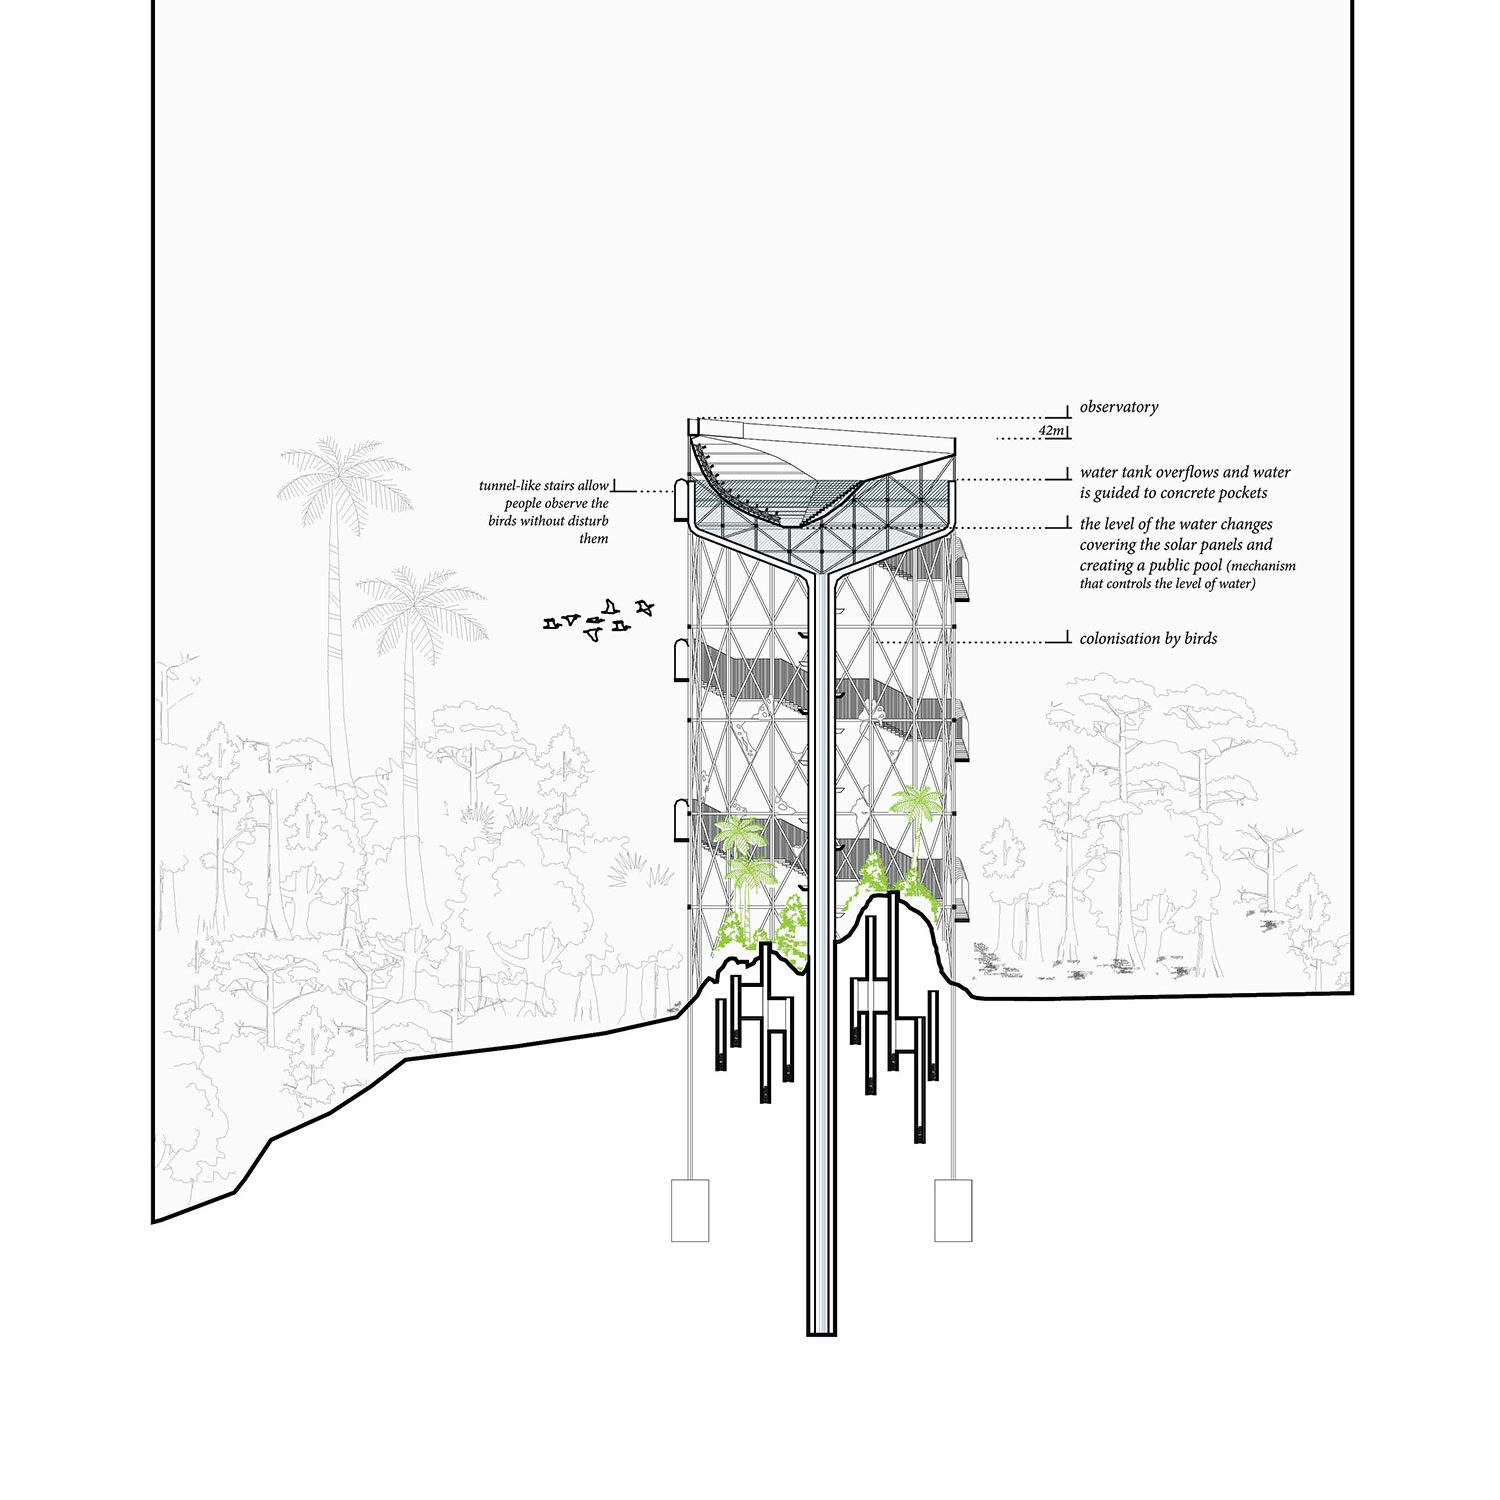 observatory
42m
water tank overflows and water
is guided to concrete pockets
tunnel-like stairs allow
people observe the
birds without disturb
them
the level of the water changes
covering the solar panels and
creating a public pool (mechanism
that controls the level of water)
colonisation by birds